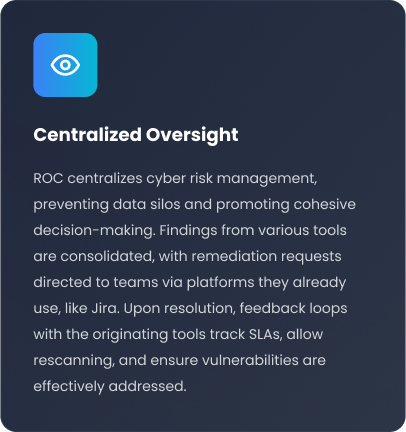 Centralized Oversight
ROC centralizes cyber risk management,
preventing data silos and promoting cohesive
decision-making. Findings from various tools
are consolidated, with remediation requests
directed to teams via platforms they already
use, like Jira. Upon resolution, feedback loops
with the originating tools track SLAs, allow
rescanning, and ensure vulnerabilities are
effectively addressed.